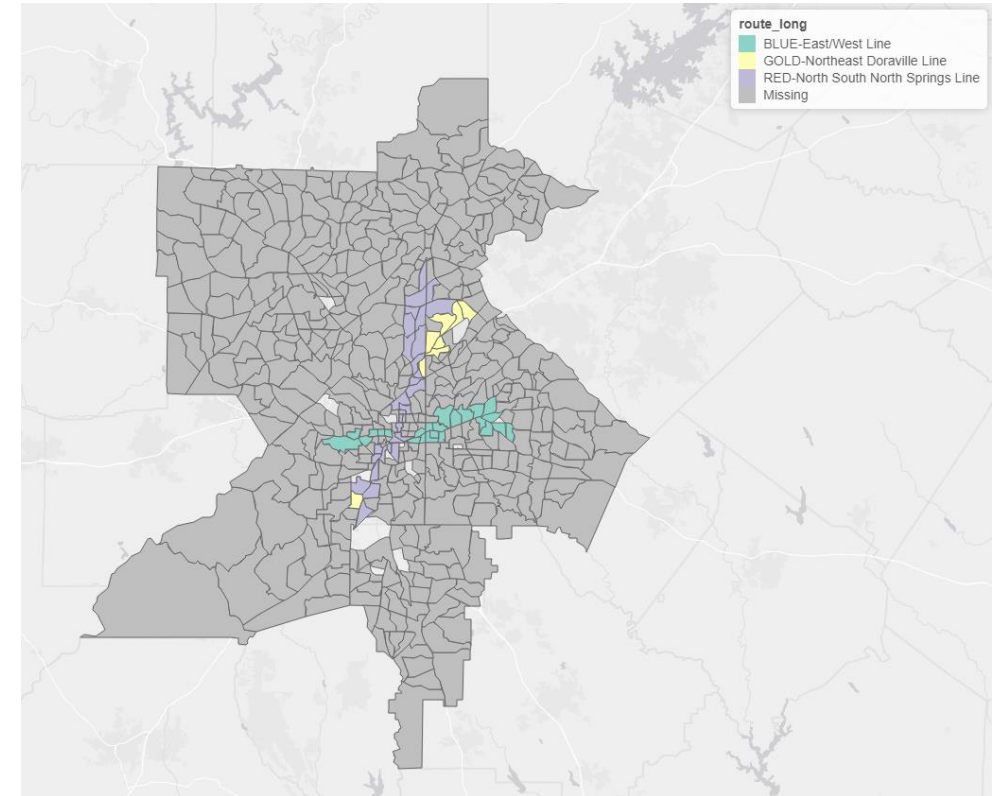 route_long
BLUE-East/West Line
GOLD-Northeast Doraville Line
RED-North South North Springs Line
Missing